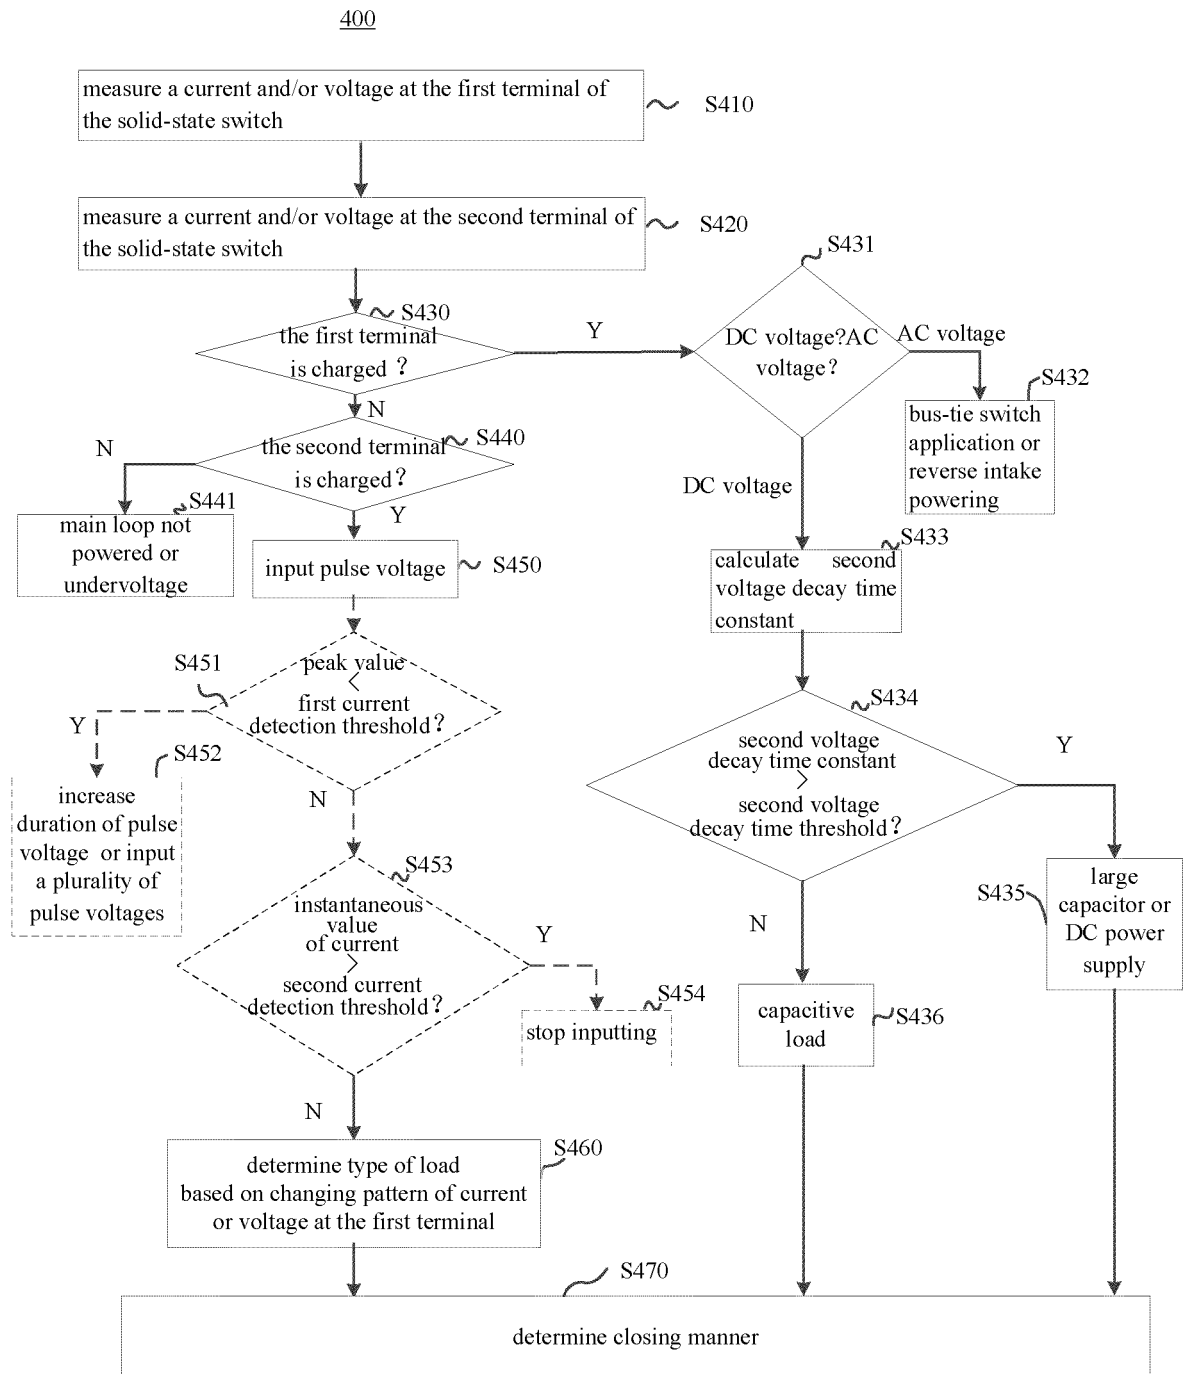 400
measure a current and/or voltage at the first terminal of
the solid-state switch
S410
measure a current and/or voltage at the second terminal of
the solid-state switch
S420
S430
the first terminal
is charged?
Y
N
S431
DC voltage?AC
voltage?
AC voltage
S432
bus-tie switch
application or
reverse intake
powering
DC voltage
S440
the second terminal
is charged?
N
Y
S441
main loop not
powered or
undervoltage
S450
input pulse voltage
S433
calculate second
voltage decay time
constant
S451
peak value
<
first current
detection threshold?
Y
N
S452
increase
duration of pulse
voltage or input
a plurality of
pulse voltages
S434
second voltage
decay time constant
>
second voltage
decay time threshold?
Y
N
S435
large
capacitor or
DC power
supply
S436
capacitive
load
S453
instantaneous
value
of current
>
second current
detection threshold?
Y
N
S454
stop inputting
S460
determine type of load
based on changing pattern of current
or voltage at the first terminal
S470
determine closing manner